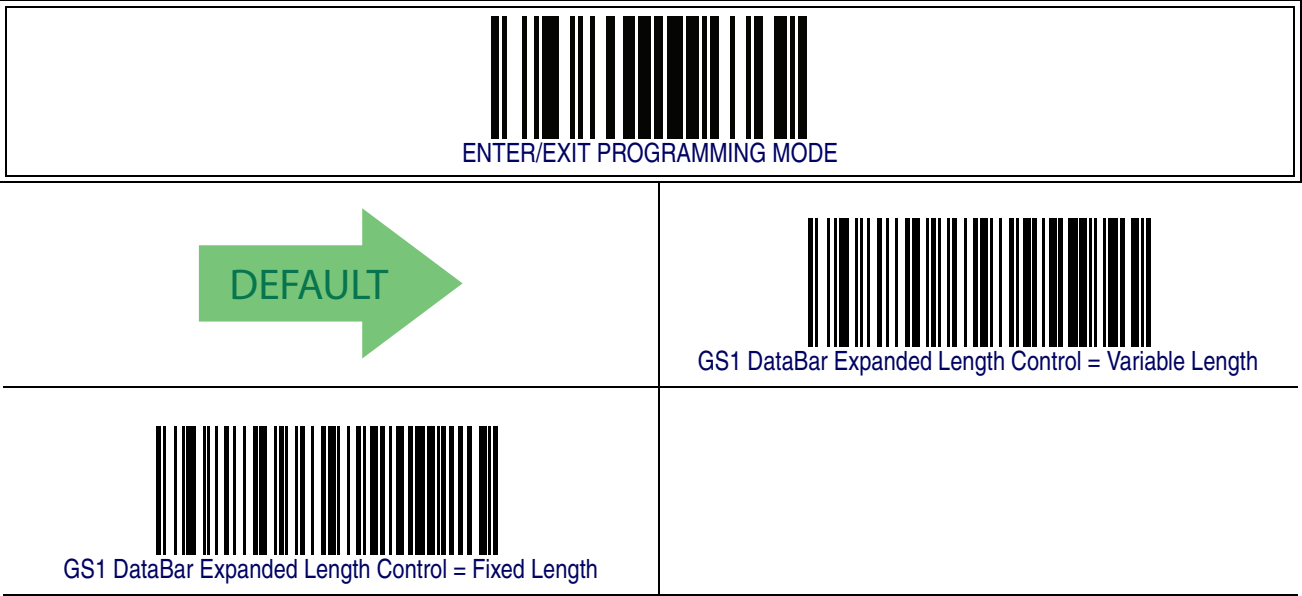 ENTER/EXIT PROGRAMMING MODE
DEFAULT
GS1 DataBar Expanded Length Control = Variable Length
GS1 DataBar Expanded Length Control = Fixed Length